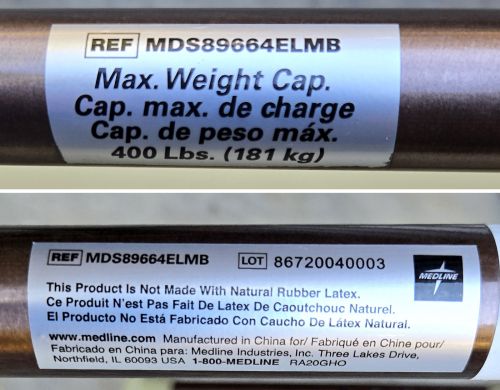 REF MDS89664ELMB
Max. Weight Cap.
Cap. max. de charge
Cap. de peso máx.
400 Lbs. (181 kg)
REF MDS89664ELMB LOT 86720040003
MEDLINE
This Product Is Not Made With Natural Rubber Latex.
Ce Produit N'est Pas Fait De Latex De Caoutchouc Naturel.
El Producto No Está Fabricado Con Caucho De Látex Natural.
www.medline.com Manufactured in China for/ Fabriqué en Chine pour/
Fabricado en China para: Medline Industries, Inc. Three Lakes Drive,
Northfield, IL 60093 USA 1-800-MEDLINE RA20GHO